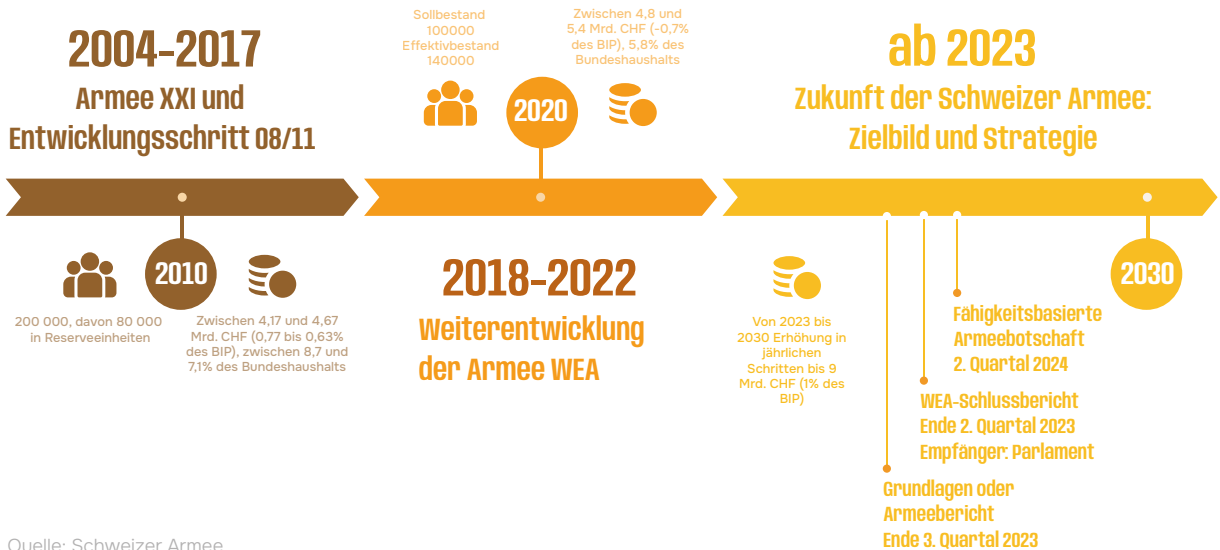 2004–2017
Armee XXI und
Entwicklungsschritt 08/11
2010
200 000, davon 80 000
in Reserveeinheiten
Zwischen 4,17 und 4,67
Mrd. CHF (0,77 bis 0,63%
des BIP), zwischen 8,7 und
7,1% des Bundeshaushalts
Sollbestand
100000
Effektivbestand
140000
2020
Zwischen 4,8 und
5,4 Mrd. CHF (-0,7%
des BIP), 5,8% des
Bundeshaushalts
2018–2022
Weiterentwicklung
der Armee WEA
ab 2023
Zukunft der Schweizer Armee:
Zielbild und Strategie
Von 2023 bis
2030 Erhöhung in
jährlichen
Schritten bis 9
Mrd. CHF (1% des
BIP)
2030
Fähigkeitsbasierte
Armeebotschaft
2. Quartal 2024
WEA-Schlussbericht
Ende 2. Quartal 2023
Empfänger: Parlament
Grundlagen oder
Armeebericht
Ende 3. Quartal 2023
Quelle: Schweizer Armee